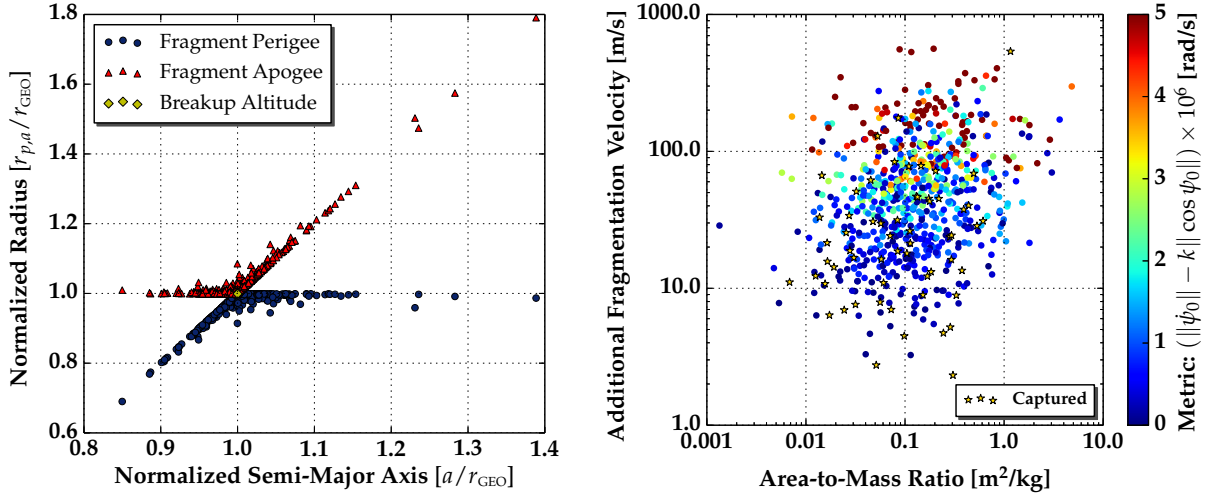 1.8
1.6
1.4
1.2
1.0
0.8
0.6
0.8 0.9 1.0 1.1 1.2 1.3 1.4
Normalized Radius [r_{p,a}/r_{GEO}]
Normalized Semi-Major Axis [a/r_{GEO}]
Fragment Perigee
Fragment Apogee
Breakup Altitude
1000.0
100.0
10.0
1.0
0.001 0.01 0.1 1.0 10.0
Additional Fragmentation Velocity [m/s]
Area-to-Mass Ratio [m²/kg]
Captured
5
4
3
2
1
0
Metric: (||ψ̇₀|| − k|| cos ψ₀||) × 10⁶ [rad/s]